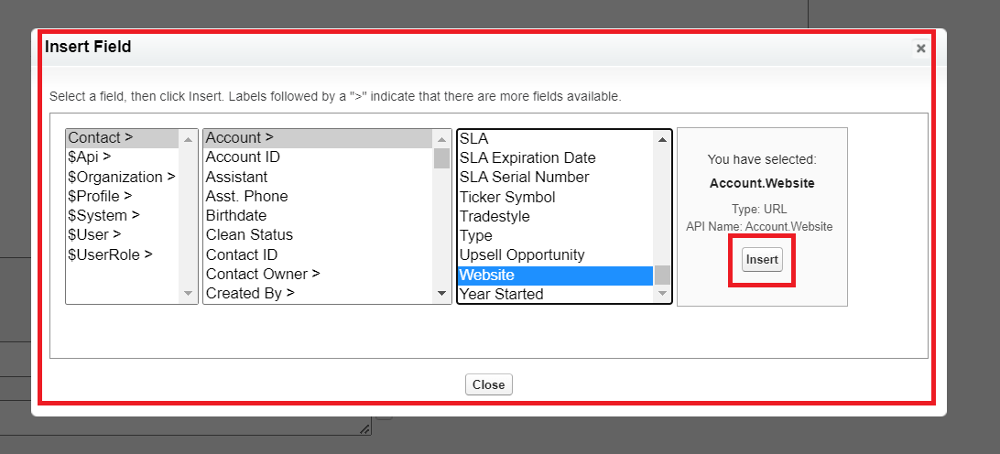 Insert Field
×
Select a field, then click Insert. Labels followed by a ">" indicate that there are more fields available.
Contact >
$Api >
$Organization >
$Profile >
$System >
$User >
$UserRole >
Account >
Account ID
Assistant
Asst. Phone
Birthdate
Clean Status
Contact ID
Contact Owner >
Created By >
SLA
SLA Expiration Date
SLA Serial Number
Ticker Symbol
Tradestyle
Type
Upsell Opportunity
Website
Year Started
You have selected:
Account.Website
Type: URL
API Name: Account.Website
Insert
Close